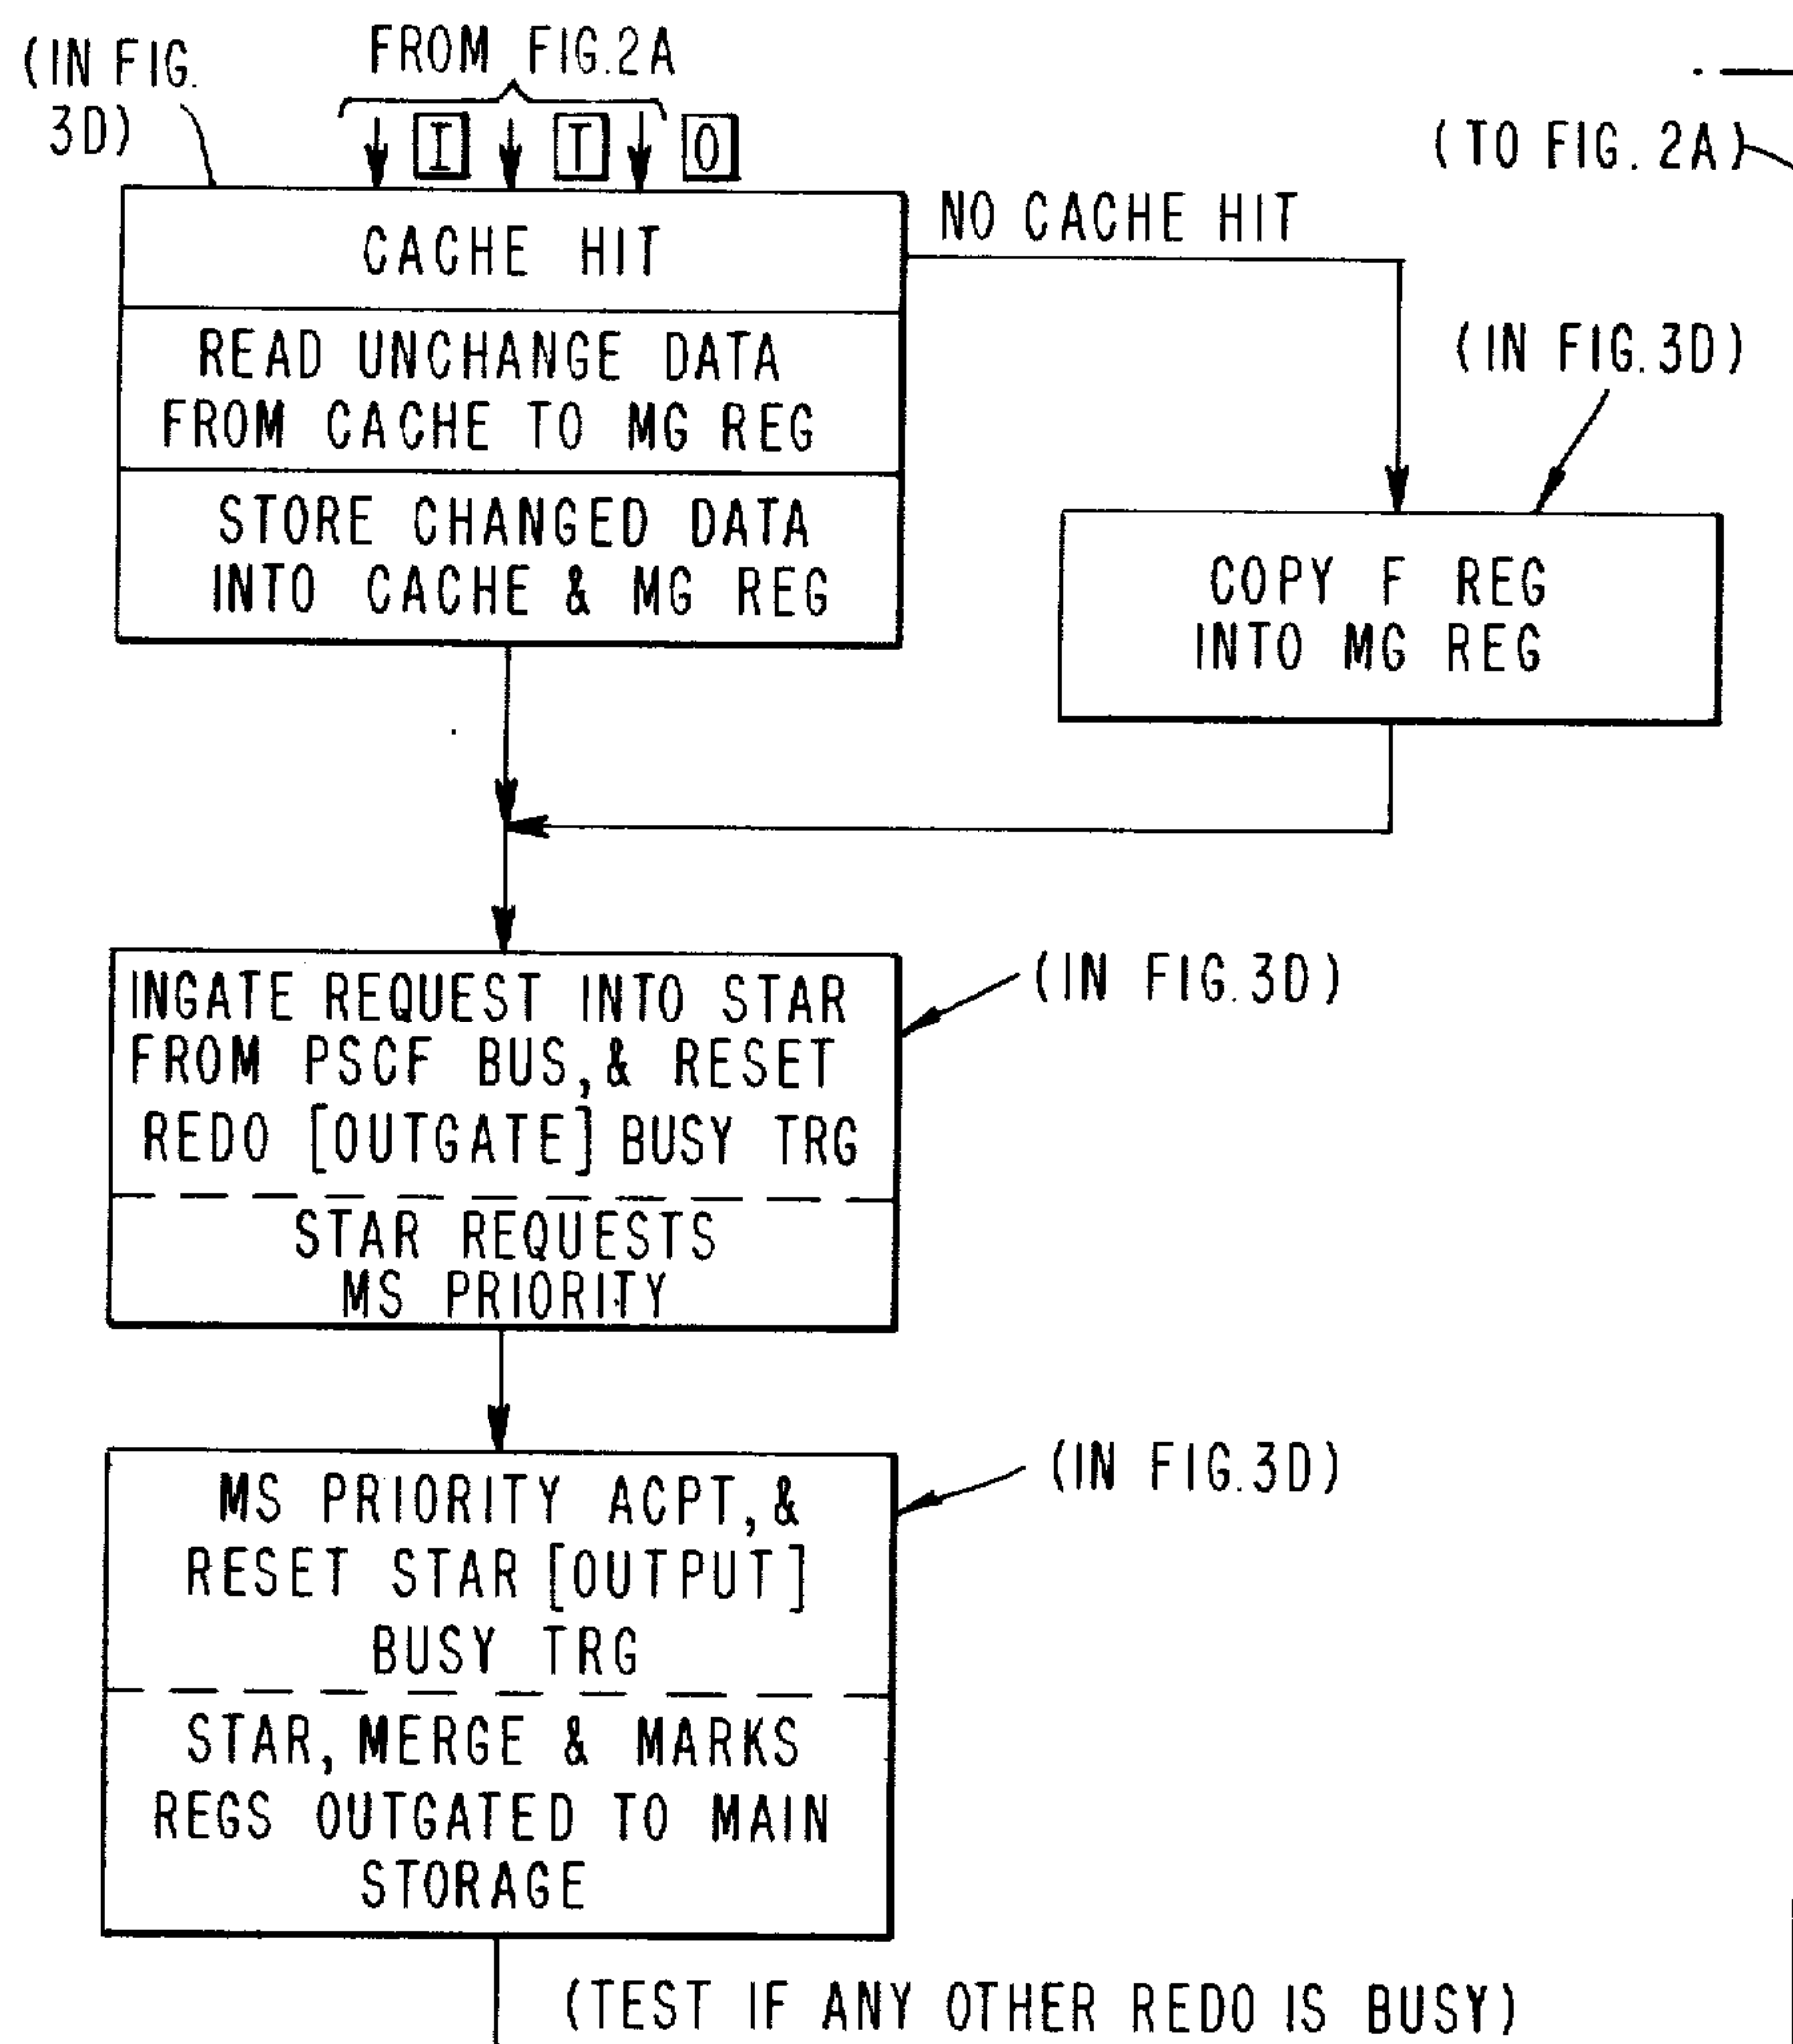 (IN FIG.
3D)
FROM FIG.2A
I T O
(TO FIG. 2A)
CACHE HIT
NO CACHE HIT
READ UNCHANGE DATA
FROM CACHE TO MG REG
(IN FIG.3D)
STORE CHANGED DATA
INTO CACHE & MG REG
COPY F REG
INTO MG REG
INGATE REQUEST INTO STAR
FROM PSCF BUS,& RESET
REDO [OUTGATE] BUSY TRG
(IN FIG.3D)
STAR REQUESTS
MS PRIORITY
MS PRIORITY ACPT,&
RESET STAR [OUTPUT]
BUSY TRG
(IN FIG.3D)
STAR, MERGE & MARKS
REGS OUTGATED TO MAIN
STORAGE
(TEST IF ANY OTHER REDO IS BUSY)